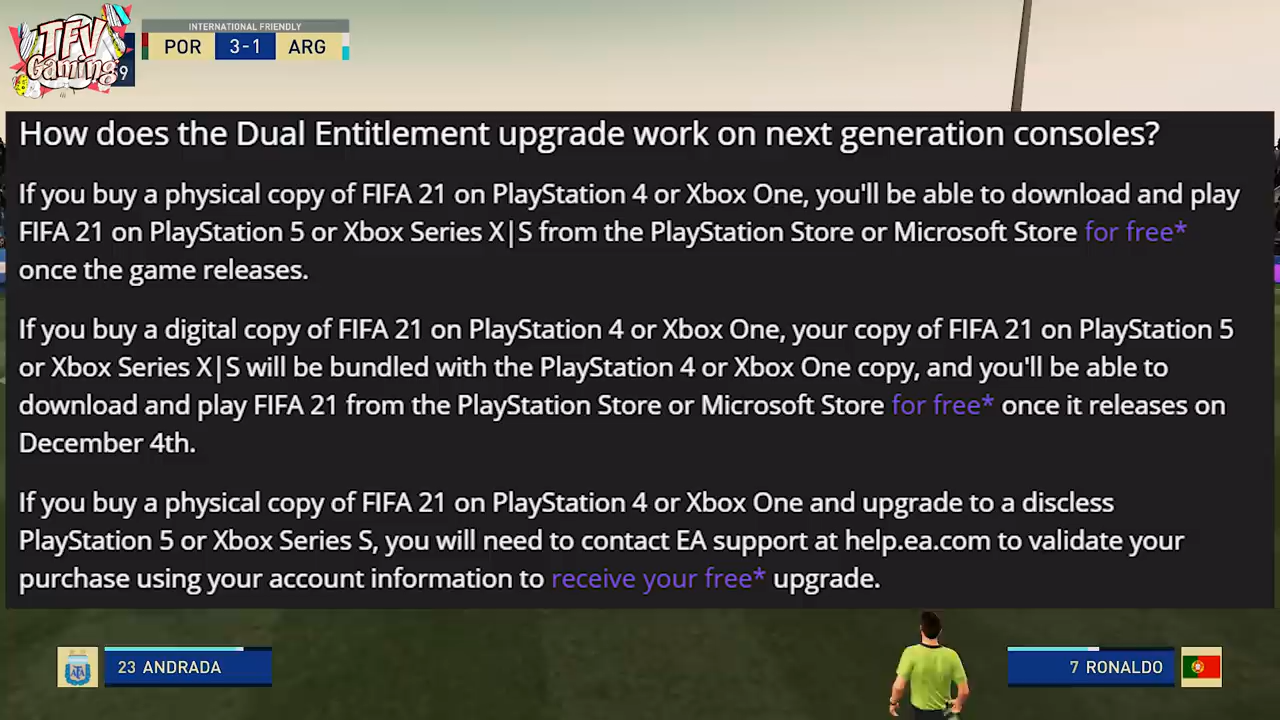 INTERNATIONAL FRIENDLY
POR 3-1 ARG
TFV
Gaming
9
How does the Dual Entitlement upgrade work on next generation consoles?
If you buy a physical copy of FIFA 21 on PlayStation 4 or Xbox One, you'll be able to download and play
FIFA 21 on PlayStation 5 or Xbox Series X|S from the PlayStation Store or Microsoft Store for free*
once the game releases.
If you buy a digital copy of FIFA 21 on PlayStation 4 or Xbox One, your copy of FIFA 21 on PlayStation 5
or Xbox Series X|S will be bundled with the PlayStation 4 or Xbox One copy, and you'll be able to
download and play FIFA 21 from the PlayStation Store or Microsoft Store for free* once it releases on
December 4th.
If you buy a physical copy of FIFA 21 on PlayStation 4 or Xbox One and upgrade to a discless
PlayStation 5 or Xbox Series S, you will need to contact EA support at help.ea.com to validate your
purchase using your account information to receive your free* upgrade.
23 ANDRADA
7 RONALDO